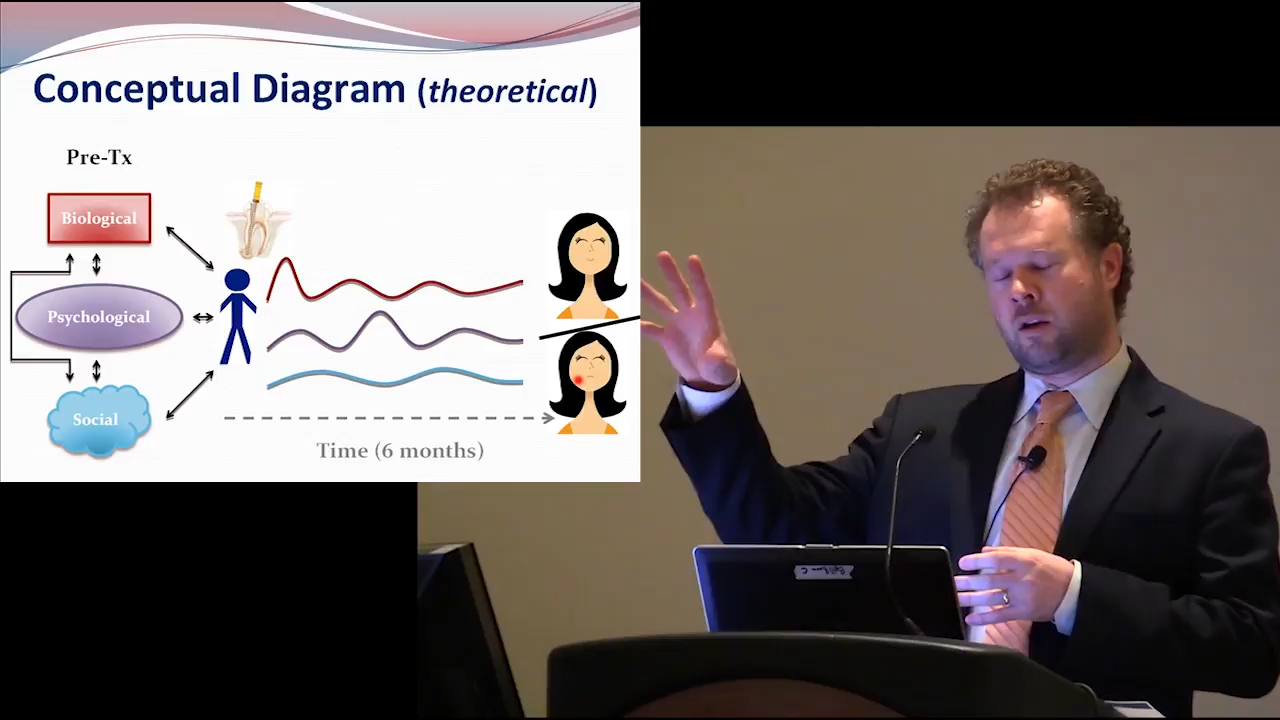 Conceptual Diagram (theoretical)
Pre-Tx
Biological
Psychological
Social
Time (6 months)